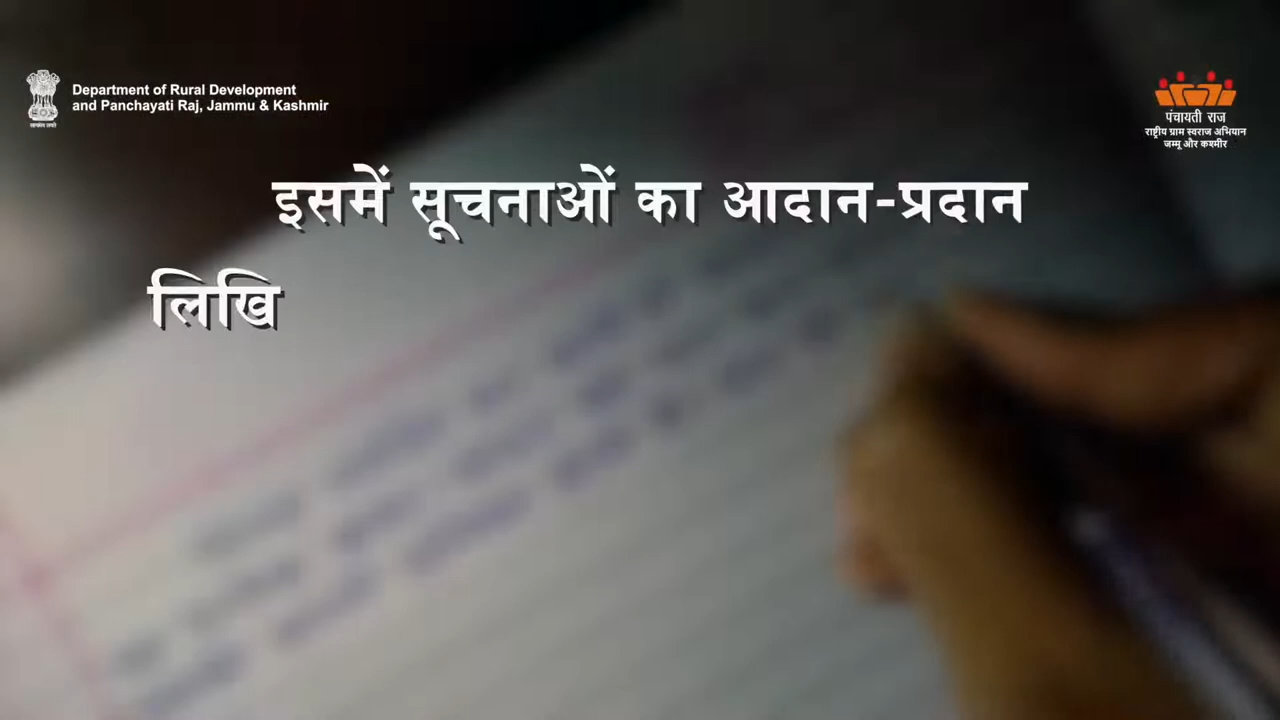 Department of Rural Development
and Panchayati Raj, Jammu & Kashmir
पंचायती राज
राष्ट्रीय ग्राम स्वराज अभियान
जम्मू और कश्मीर
इसमें सूचनाओं का आदान-प्रदान
लिखि